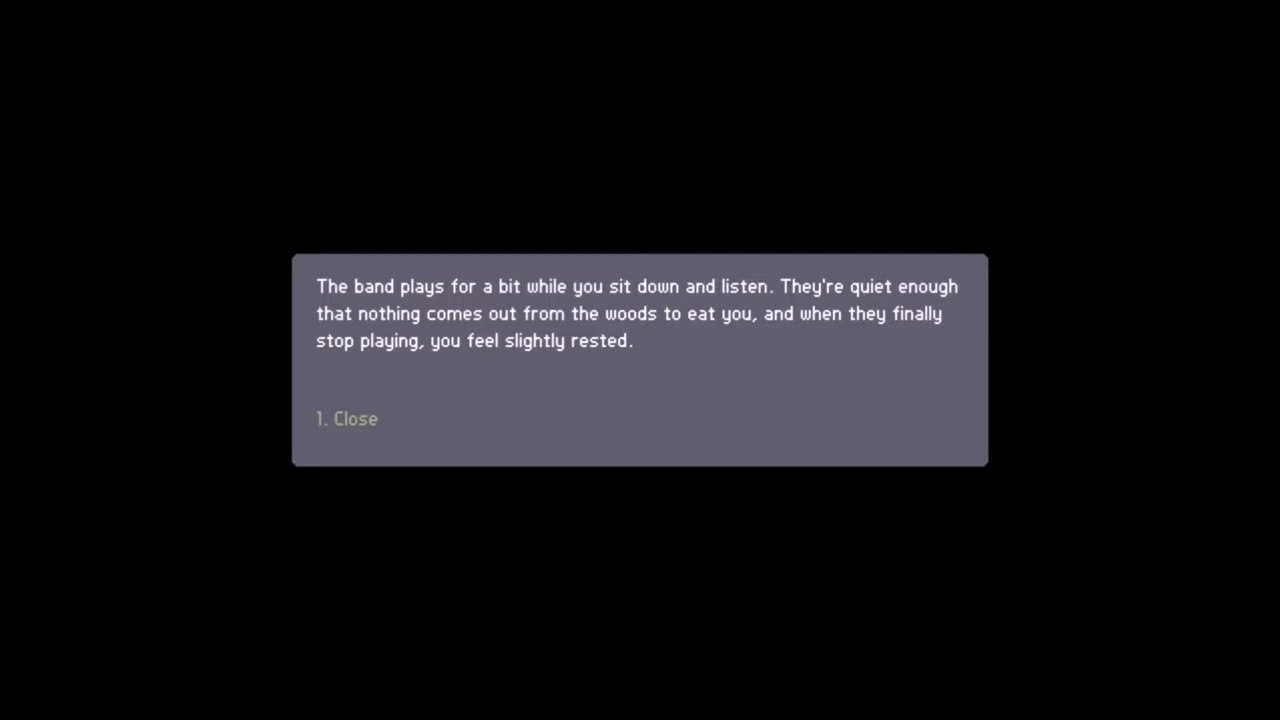 The band plays for a bit while you sit down and listen. They're quiet enough
that nothing comes out from the woods to eat you, and when they finally
stop playing, you feel slightly rested.
1. Close